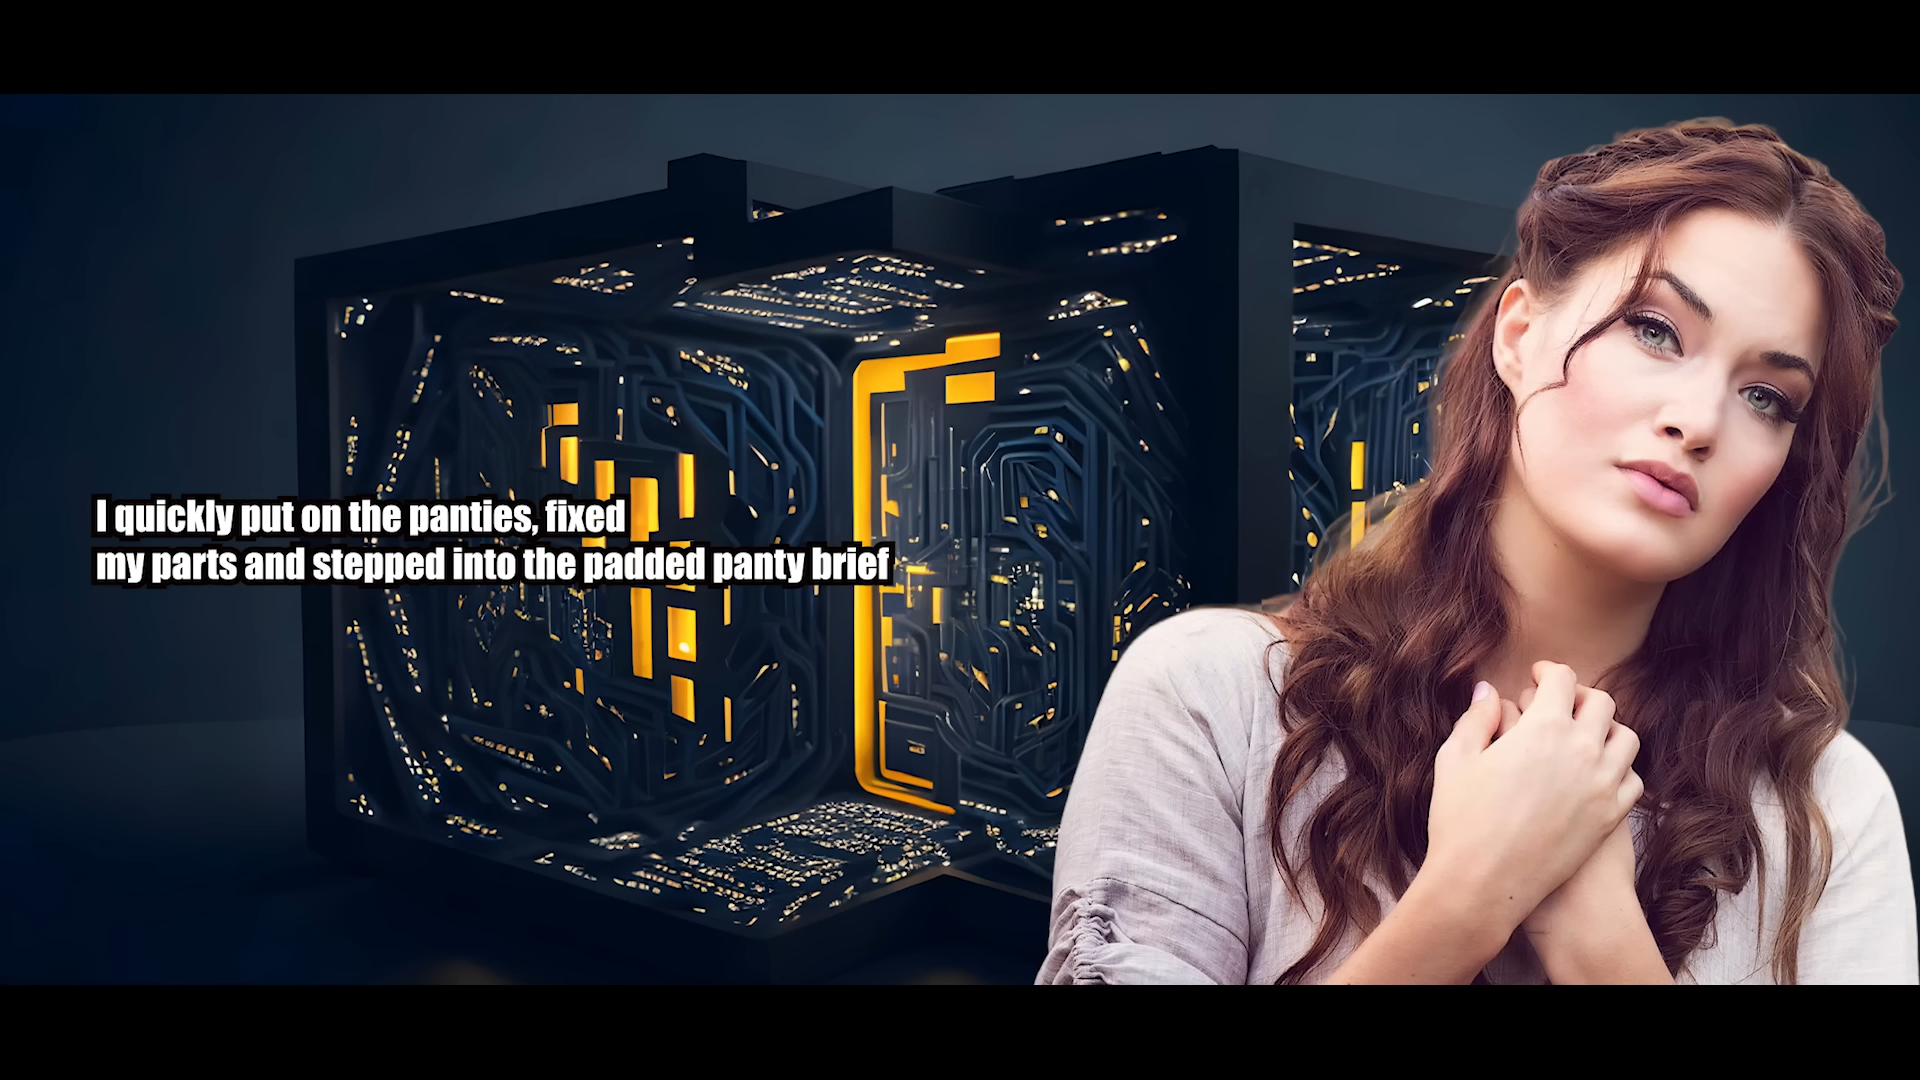 I quickly put on the panties, fixed
my parts and stepped into the padded panty brief